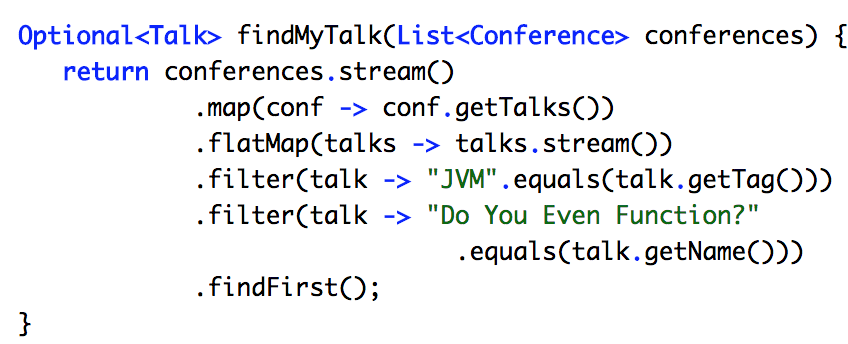 Optional<Talk> findMyTalk(List<Conference> conferences) {
return conferences.stream()
.map(conf -> conf.getTalks())
.flatMap(talks -> talks.stream())
.filter(talk -> "JVM".equals(talk.getTag()))
.filter(talk -> "Do You Even Function?"
.equals(talk.getName()))
.findFirst();
}